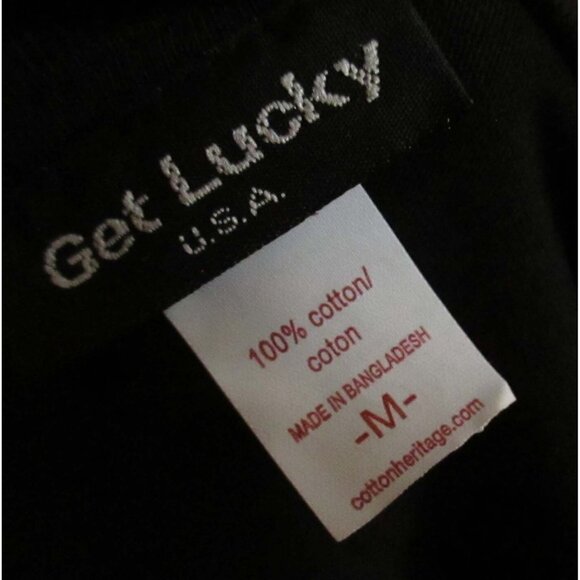 Get Lucky
U.S.A.
100% cotton/
coton
MADE IN BANGLADESH
-M-
cottonheritage.com